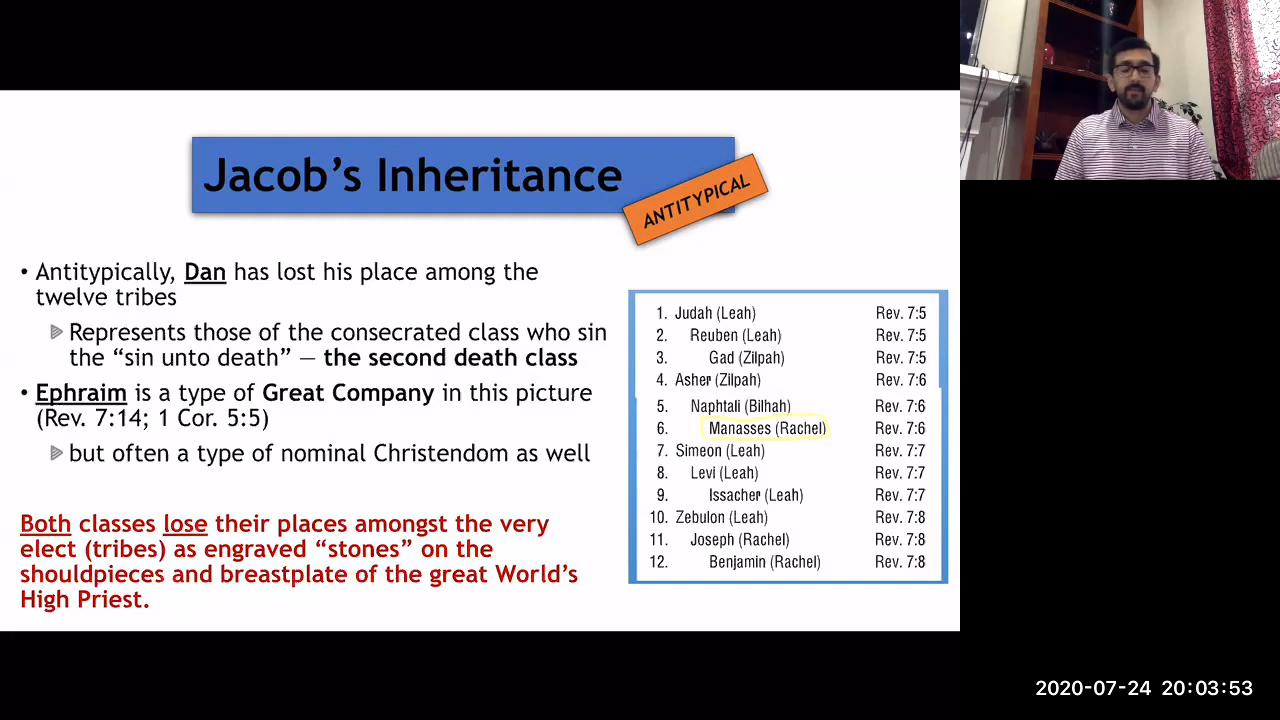 Jacob's Inheritance
ANTITYPICAL
• Antitypically, Dan has lost his place among the
twelve tribes
Represents those of the consecrated class who sin
the “sin unto death” — the second death class
• Ephraim is a type of Great Company in this picture
(Rev. 7:14; 1 Cor. 5:5)
but often a type of nominal Christendom as well
Both classes lose their places amongst the very
elect (tribes) as engraved “stones” on the
shouldpieces and breastplate of the great World's
High Priest.
1. Judah (Leah) Rev. 7:5
2. Reuben (Leah) Rev. 7:5
3. Gad (Zilpah) Rev. 7:5
4. Asher (Zilpah) Rev. 7:6
5. Naphtali (Bilhah) Rev. 7:6
6. Manasses (Rachel) Rev. 7:6
7. Simeon (Leah) Rev. 7:7
8. Levi (Leah) Rev. 7:7
9. Issacher (Leah) Rev. 7:7
10. Zebulon (Leah) Rev. 7:8
11. Joseph (Rachel) Rev. 7:8
12. Benjamin (Rachel) Rev. 7:8
2020-07-24 20:03:53